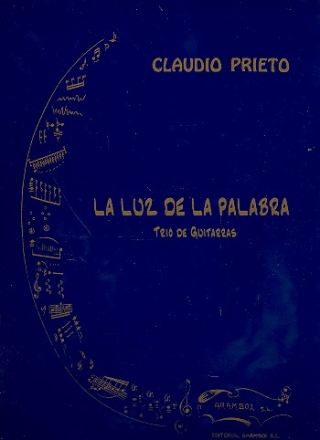 CLAUDIO PRIETO
LA LUZ DE LA PALABRA
TRIO DE GUITARRAS
ARAMBOL S.L.
EDITORIAL ARAMBOL S.L.